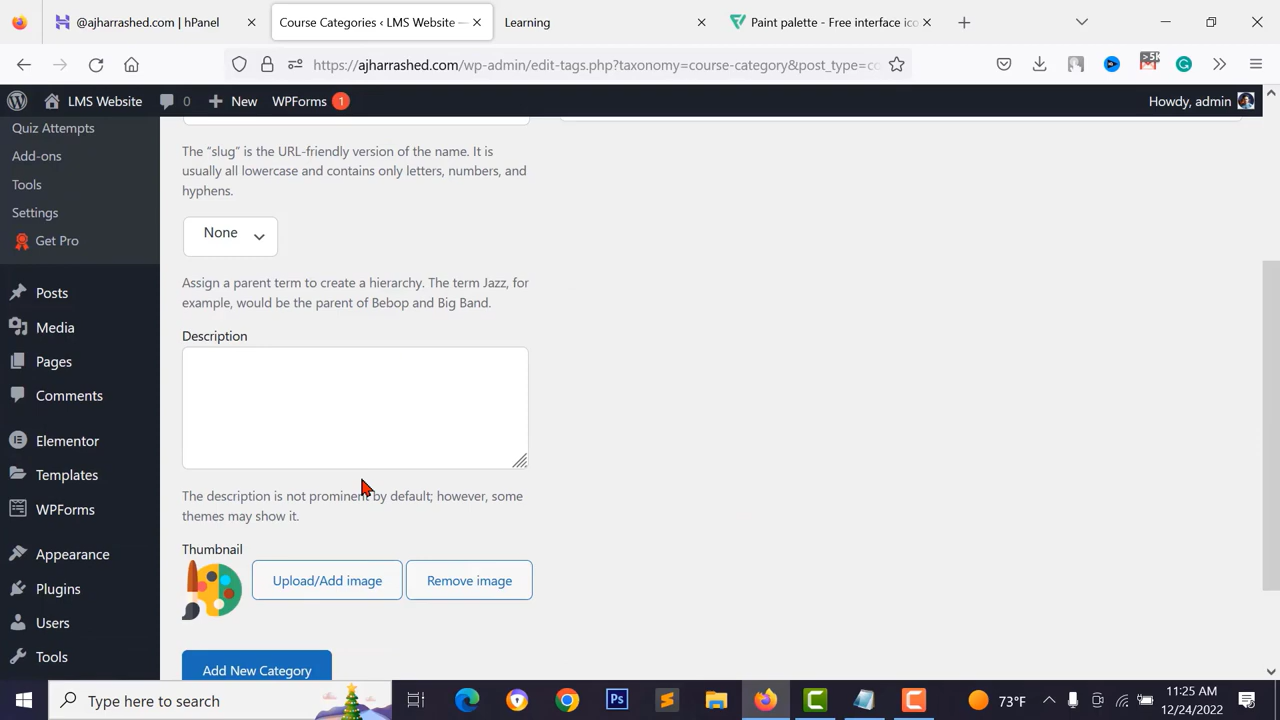 @ajharrashed.com | hPanel
Course Categories ‹ LMS Website —
Learning
Paint palette - Free interface ico
https://ajharrashed.com/wp-admin/edit-tags.php?taxonomy=course-category&post_type=co
>5K
LMS Website
0
New
WPForms 1
Howdy, admin
Quiz Attempts
Add-ons
Tools
Settings
Get Pro
Posts
Media
Pages
Comments
Elementor
Templates
WPForms
Appearance
Plugins
Users
Tools
The “slug” is the URL-friendly version of the name. It is
usually all lowercase and contains only letters, numbers, and
hyphens.
None
Assign a parent term to create a hierarchy. The term Jazz, for
example, would be the parent of Bebop and Big Band.
Description
The description is not prominent by default; however, some
themes may show it.
Thumbnail
Upload/Add image
Remove image
Add New Category
Type here to search
Ps
73°F
11:25 AM
12/24/2022